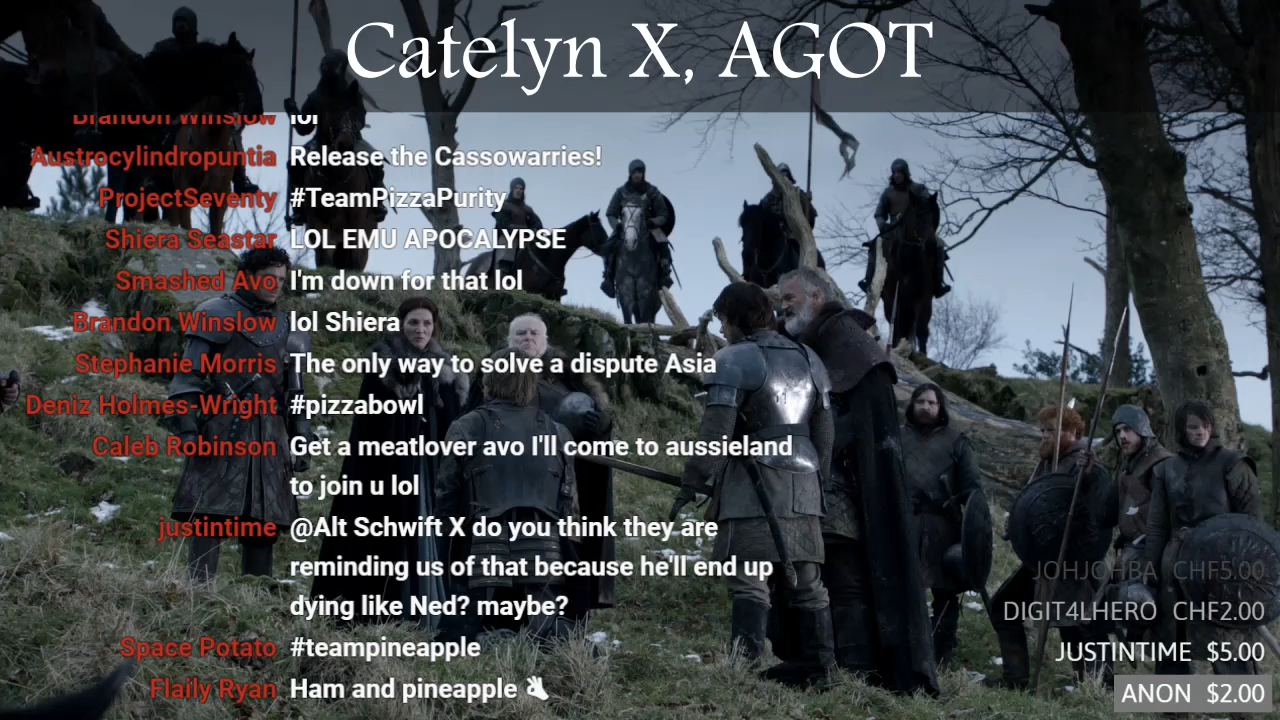 Catelyn X, AGOT
Brandon Winslow lol
Austrocylindropuntia Release the Cassowarries!
ProjectSeventy #TeamPizzaPurity
Shiera Seastar LOL EMU APOCALYPSE
Smashed Avo I'm down for that lol
Brandon Winslow lol Shiera
Stephanie Morris The only way to solve a dispute Asia
Deniz Holmes-Wright #pizzabowl
Caleb Robinson Get a meatlover avo I'll come to aussieland
to join u lol
justintime @Alt Schwift X do you think they are
reminding us of that because he'll end up
dying like Ned? maybe?
Space Potato #teampineapple
Flaily Ryan Ham and pineapple 👌
JOHJOHBA CHF5.00
DIGIT4LHERO CHF2.00
JUSTINTIME $5.00
ANON $2.00